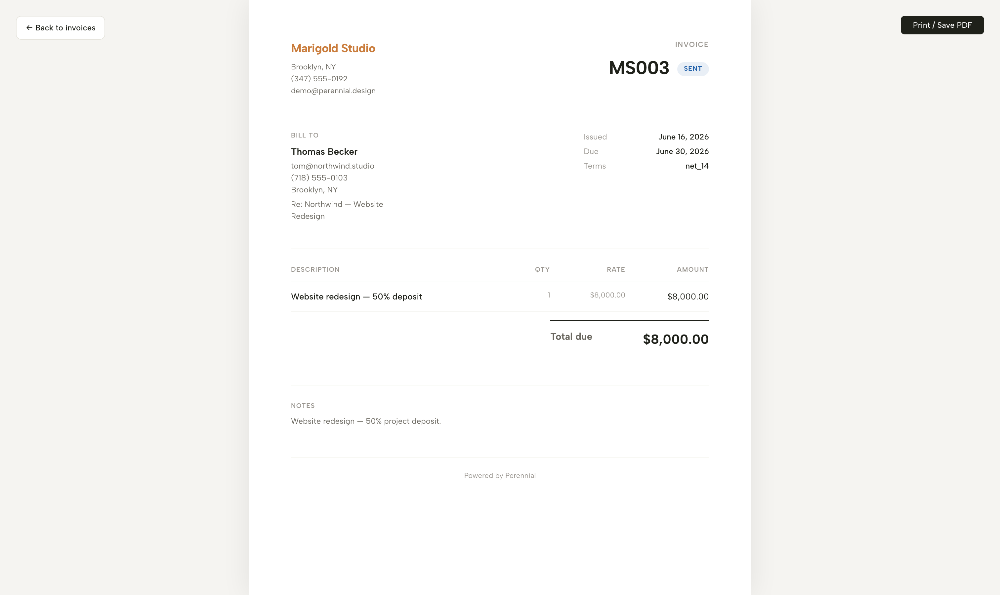 ← Back to invoices
Print / Save PDF
Marigold Studio
Brooklyn, NY
(347) 555-0192
demo@perennial.design
INVOICE
MS003 SENT
BILL TO
Thomas Becker
tom@northwind.studio
(718) 555-0103
Brooklyn, NY
Re: Northwind — Website
Redesign
Issued June 16, 2026
Due June 30, 2026
Terms net_14
DESCRIPTION QTY RATE AMOUNT
Website redesign — 50% deposit 1 $8,000.00 $8,000.00
Total due $8,000.00
NOTES
Website redesign — 50% project deposit.
Powered by Perennial